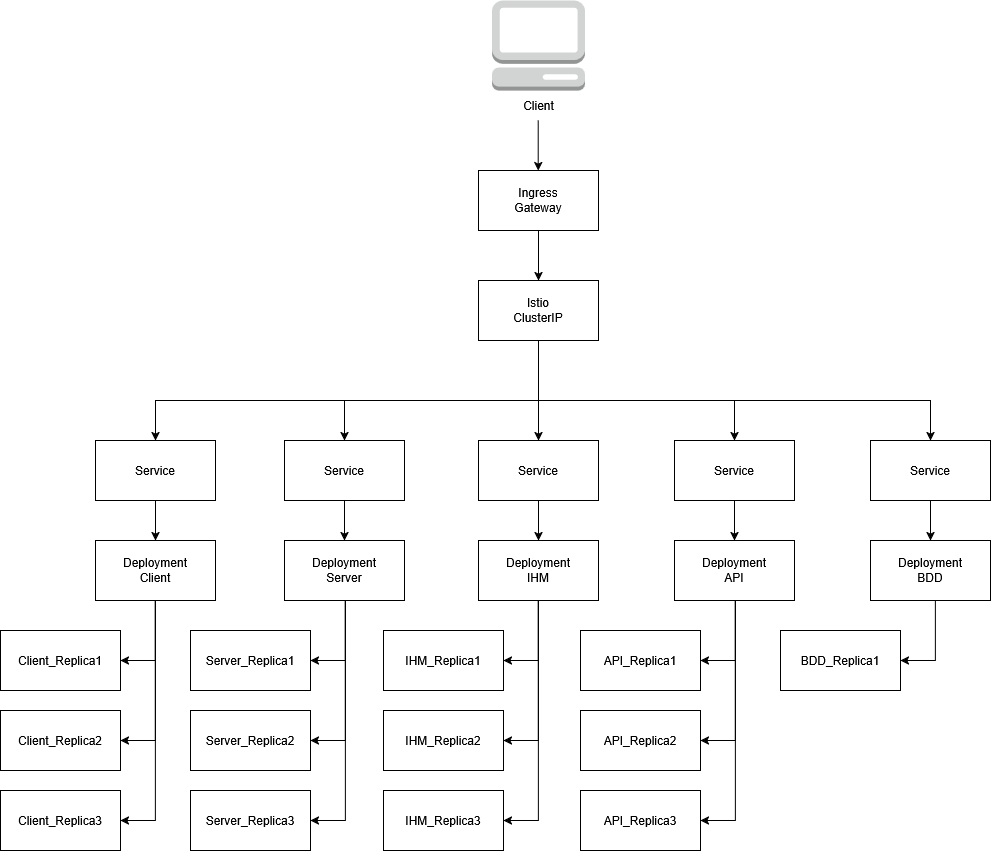 Client
Ingress
Gateway
Istio
ClusterIP
Service
Service
Service
Service
Service
Deployment
Client
Deployment
Server
Deployment
IHM
Deployment
API
Deployment
BDD
Client_Replica1
Server_Replica1
IHM_Replica1
API_Replica1
BDD_Replica1
Client_Replica2
Server_Replica2
IHM_Replica2
API_Replica2
Client_Replica3
Server_Replica3
IHM_Replica3
API_Replica3